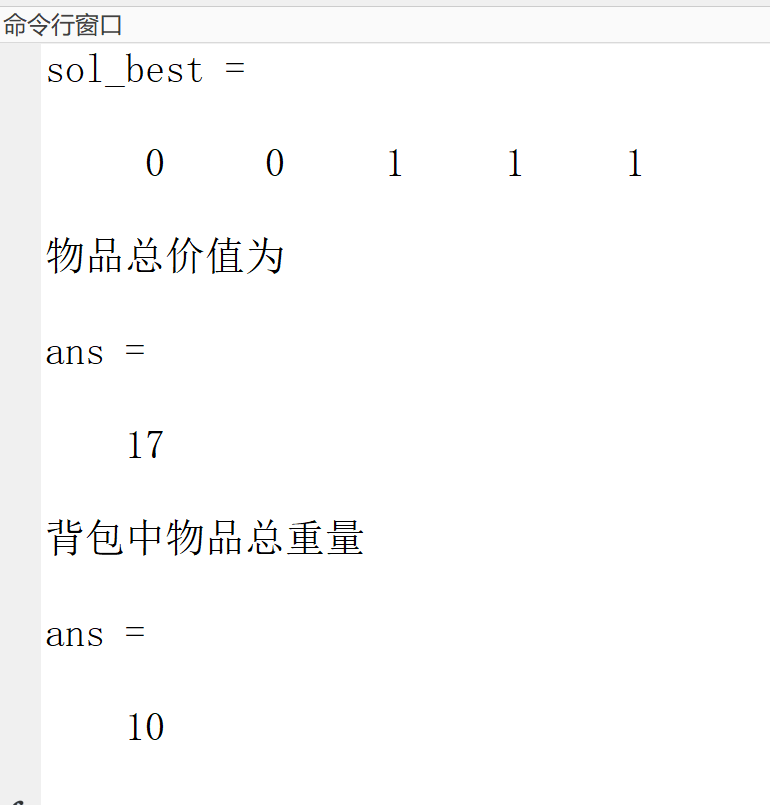 命令行窗口
sol_best =
0 0 1 1 1
物品总价值为
ans =
17
背包中物品总重量
ans =
10